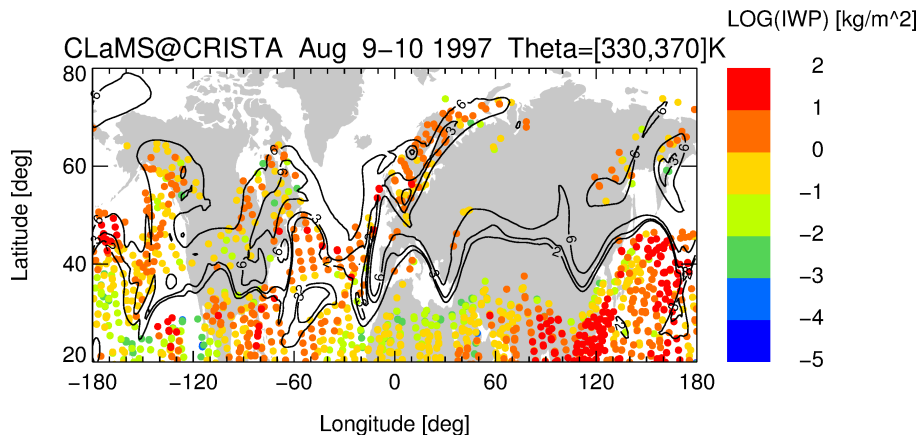 LOG(IWP) [kg/m^2]
CLaMS@CRISTA Aug 9−10 1997 Theta=[330,370]K
80
60
40
20
Latitude [deg]
−180 −120 −60 0 60 120 180
Longitude [deg]
2
1
0
−1
−2
−3
−4
−5